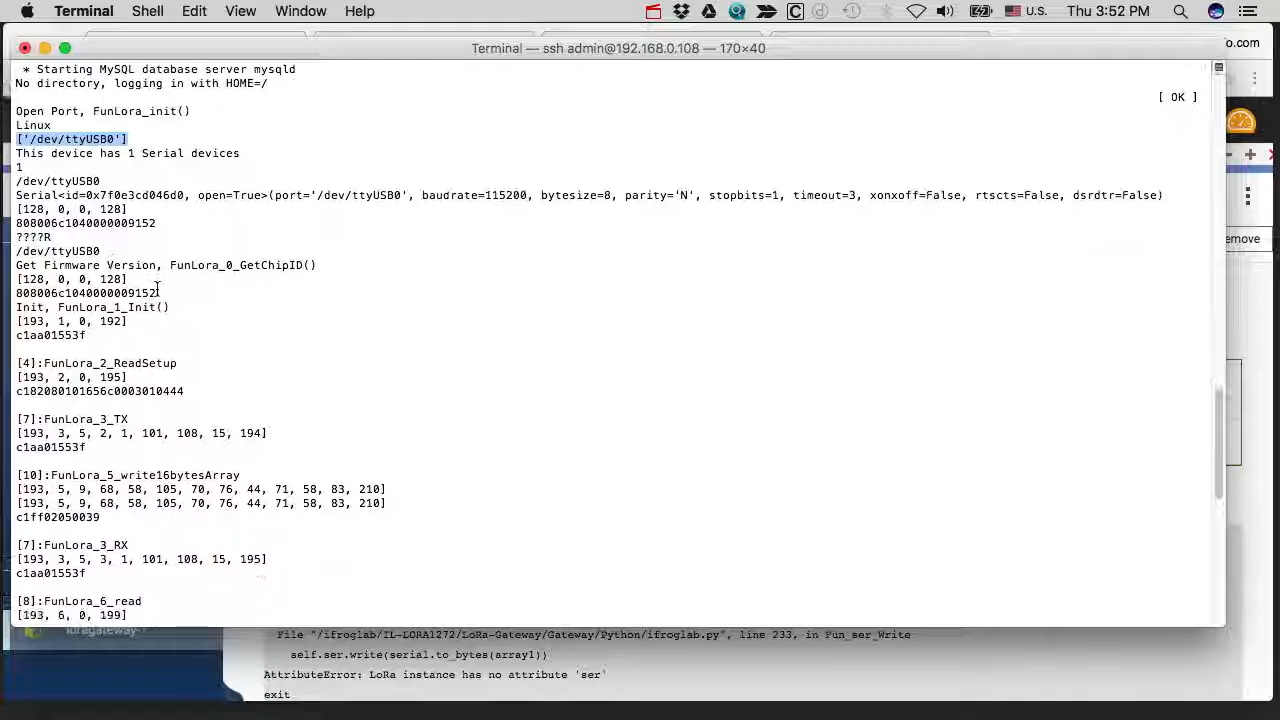 Terminal Shell Edit View Window Help U.S. Thu 3:52 PM
Terminal — ssh admin@192.168.0.108 — 170×40
o.com
* Starting MySQL database server mysqld
No directory, logging in with HOME=/
[ OK ]
Open Port, FunLora_init()
Linux
['/dev/ttyUSB0']
This device has 1 Serial devices
1
/dev/ttyUSB0
Serial<id=0x7f0e3cd046d0, open=True>(port='/dev/ttyUSB0', baudrate=115200, bytesize=8, parity='N', stopbits=1, timeout=3, xonxoff=False, rtscts=False, dsrdtr=False)
[128, 0, 0, 128]
808006c1040000009152
????R
/dev/ttyUSB0
emove
Get Firmware Version, FunLora_0_GetChipID()
[128, 0, 0, 128]
808006c1040000009152
Init, FunLora_1_Init()
[193, 1, 0, 192]
c1aa01553f
[4]:FunLora_2_ReadSetup
[193, 2, 0, 195]
c182080101656c0003010444
[7]:FunLora_3_TX
[193, 3, 5, 2, 1, 101, 108, 15, 194]
c1aa01553f
[10]:FunLora_5_write16bytesArray
[193, 5, 9, 68, 58, 105, 70, 76, 44, 71, 58, 83, 210]
[193, 5, 9, 68, 58, 105, 70, 76, 44, 71, 58, 83, 210]
c1ff02050039
[7]:FunLora_3_RX
[193, 3, 5, 3, 1, 101, 108, 15, 195]
c1aa01553f
[8]:FunLora_6_read
[193, 6, 0, 199]
File "/ifroglab/IL-LORA1272/LoRa-Gateway/Gateway/Python/ifroglab.py", line 233, in Fun_ser_Write
self.ser.write(serial.to_bytes(array1))
AttributeError: LoRa instance has no attribute 'ser'
exit